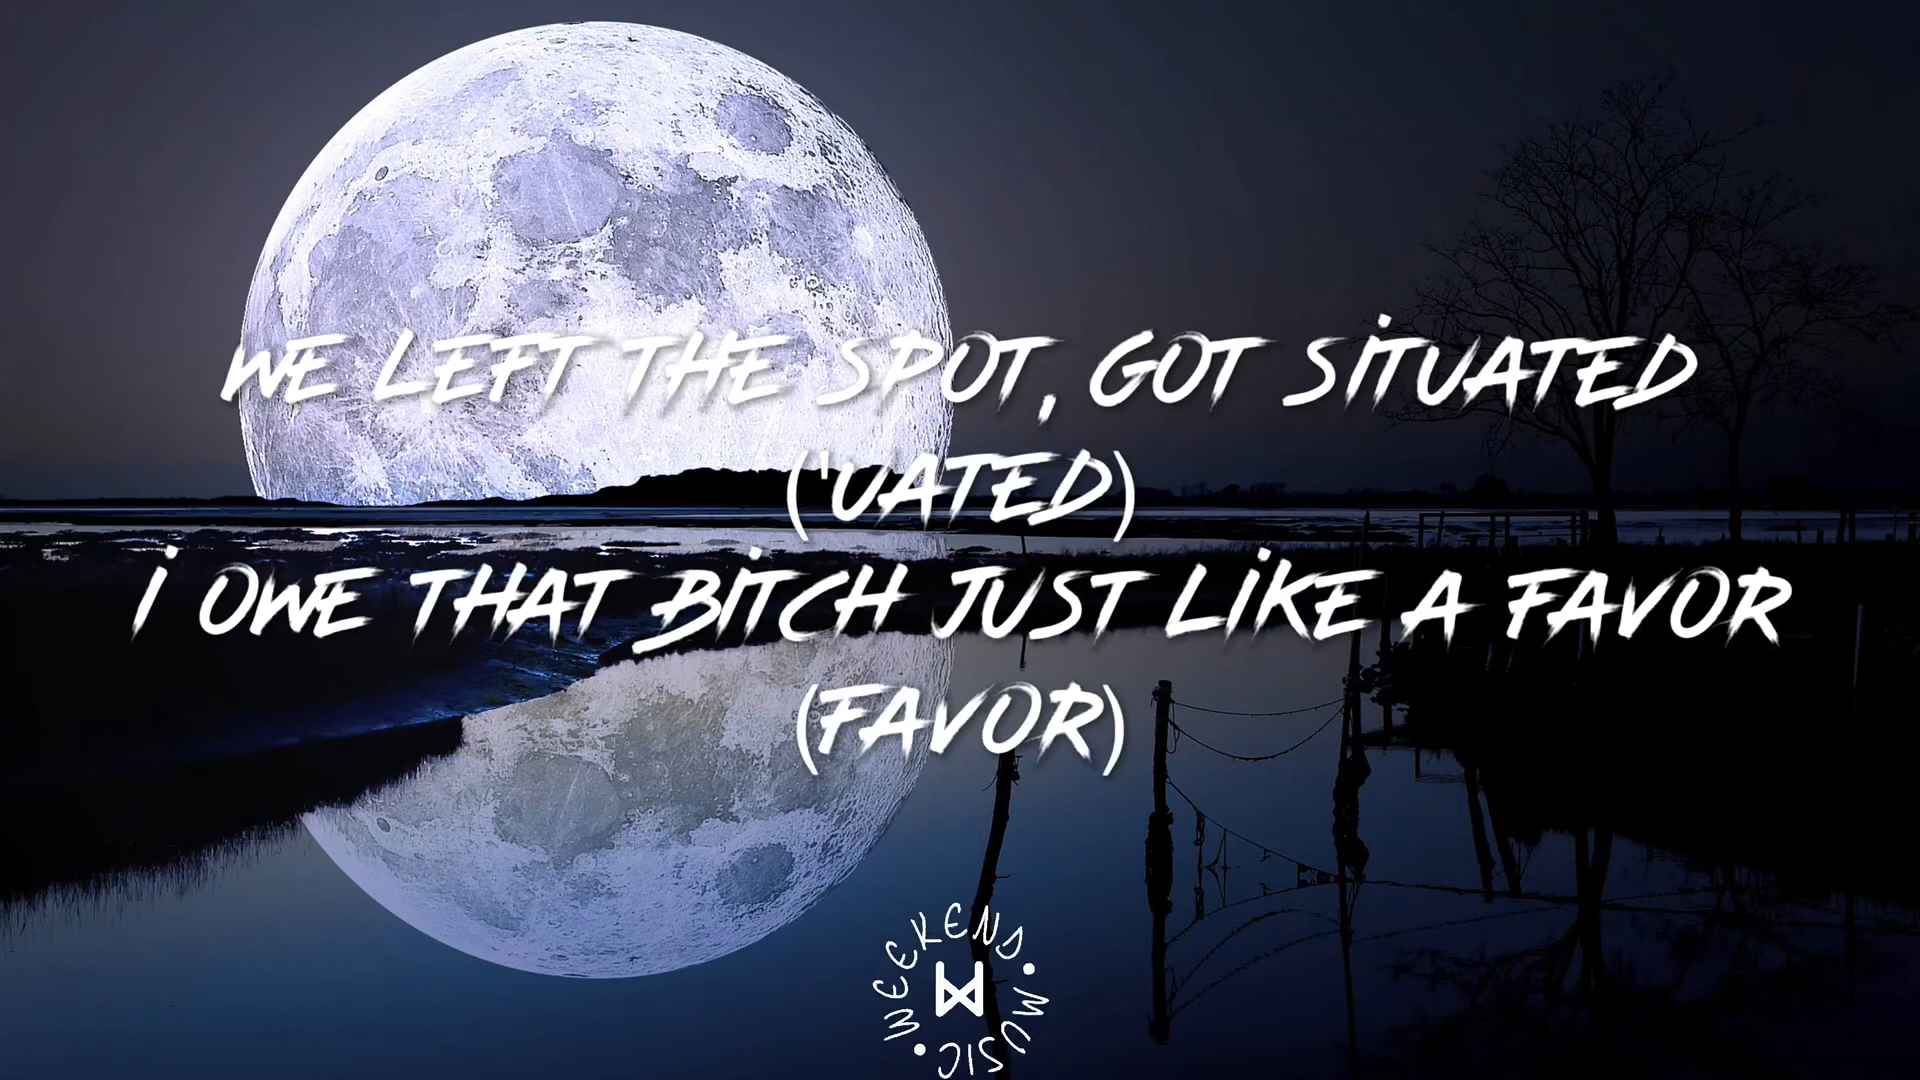 WE LEFT THE SPOT, GOT SITUATED
('UATED)
I OWE THAT BITCH JUST LIKE A FAVOR
(FAVOR)
WEEKEND • MUSIC •